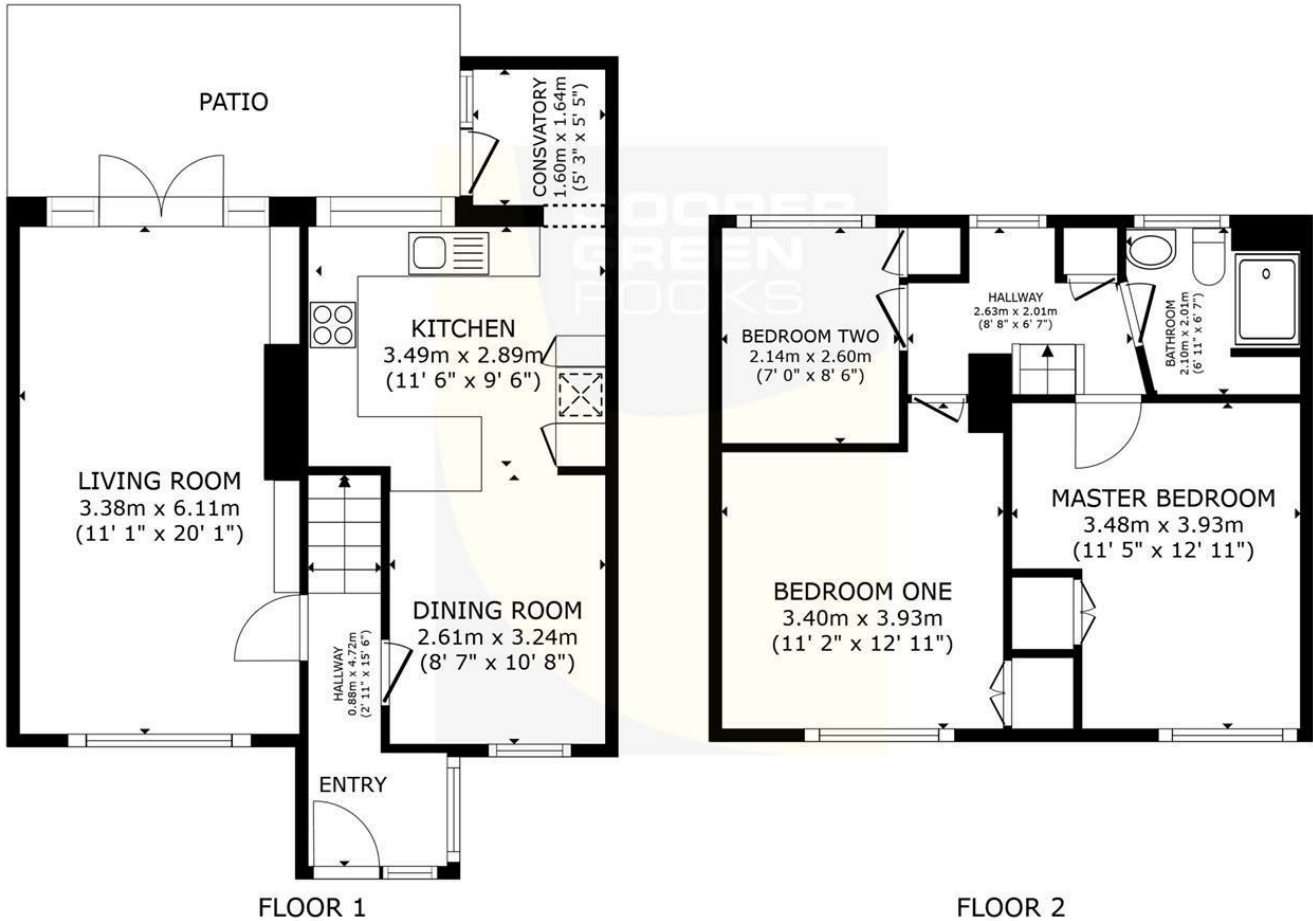 PATIO
CONSVATORY
1.60m x 1.64m
(5' 3" x 5' 5")
COOPER
GREEN
POOKS
KITCHEN
3.49m x 2.89m
(11' 6" x 9' 6")
LIVING ROOM
3.38m x 6.11m
(11' 1" x 20' 1")
DINING ROOM
2.61m x 3.24m
(8' 7" x 10' 8")
HALLWAY
0.88m x 4.72m
(2' 11" x 15' 6")
ENTRY
FLOOR 1
BEDROOM TWO
2.14m x 2.60m
(7' 0" x 8' 6")
HALLWAY
2.63m x 2.01m
(8' 8" x 6' 7")
BATHROOM
2.10m x 2.01m
(6' 11" x 6' 7")
MASTER BEDROOM
3.48m x 3.93m
(11' 5" x 12' 11")
BEDROOM ONE
3.40m x 3.93m
(11' 2" x 12' 11")
FLOOR 2